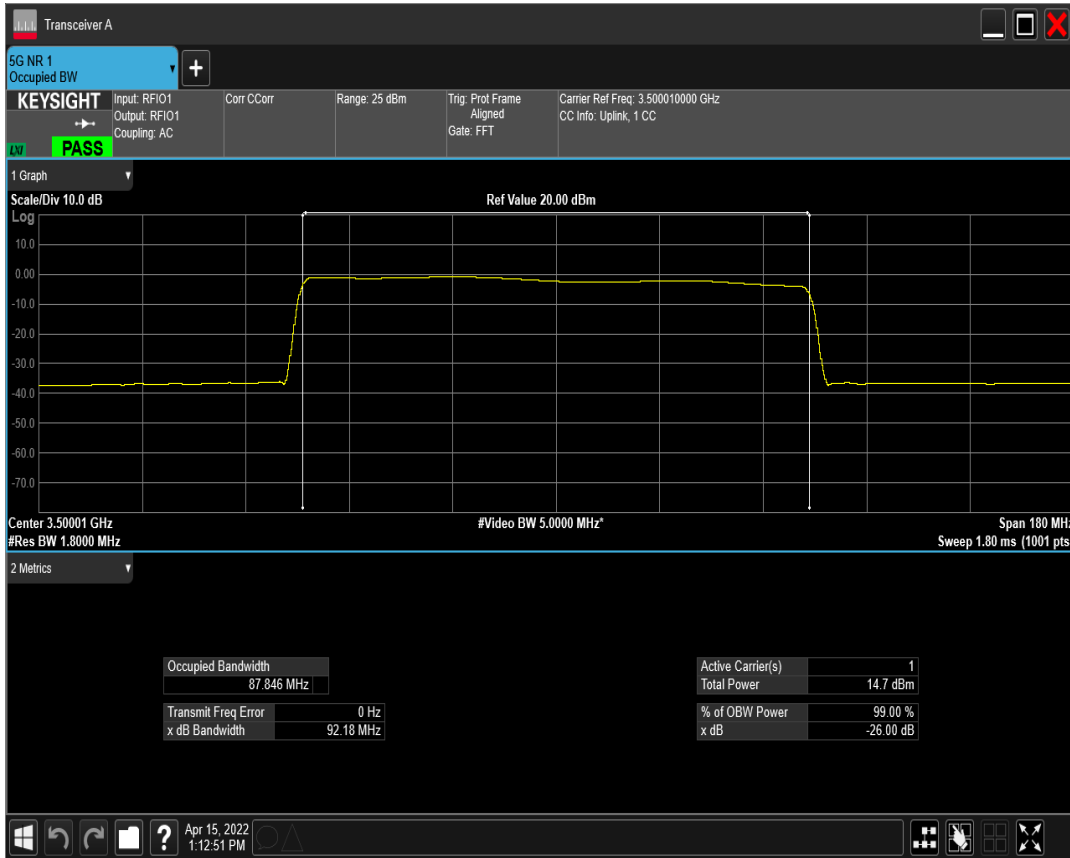 Transceiver A
5G NR 1
Occupied BW
KEYSIGHT
LXI
PASS
Input: RFIO1
Output: RFIO1
Coupling: AC
Corr CCorr
Range: 25 dBm
Trig: Prot Frame
Aligned
Gate: FFT
Carrier Ref Freq: 3.500010000 GHz
CC Info: Uplink, 1 CC
1 Graph
Scale/Div 10.0 dB
Ref Value 20.00 dBm
Log
10.0
0.00
-10.0
-20.0
-30.0
-40.0
-50.0
-60.0
-70.0
Center 3.50001 GHz
#Video BW 5.0000 MHz*
Span 180 MHz
#Res BW 1.8000 MHz
Sweep 1.80 ms (1001 pts
2 Metrics
Occupied Bandwidth
87.846 MHz
Transmit Freq Error 0 Hz
x dB Bandwidth 92.18 MHz
Active Carrier(s) 1
Total Power 14.7 dBm
% of OBW Power 99.00 %
x dB -26.00 dB
?
Apr 15, 2022
1:12:51 PM